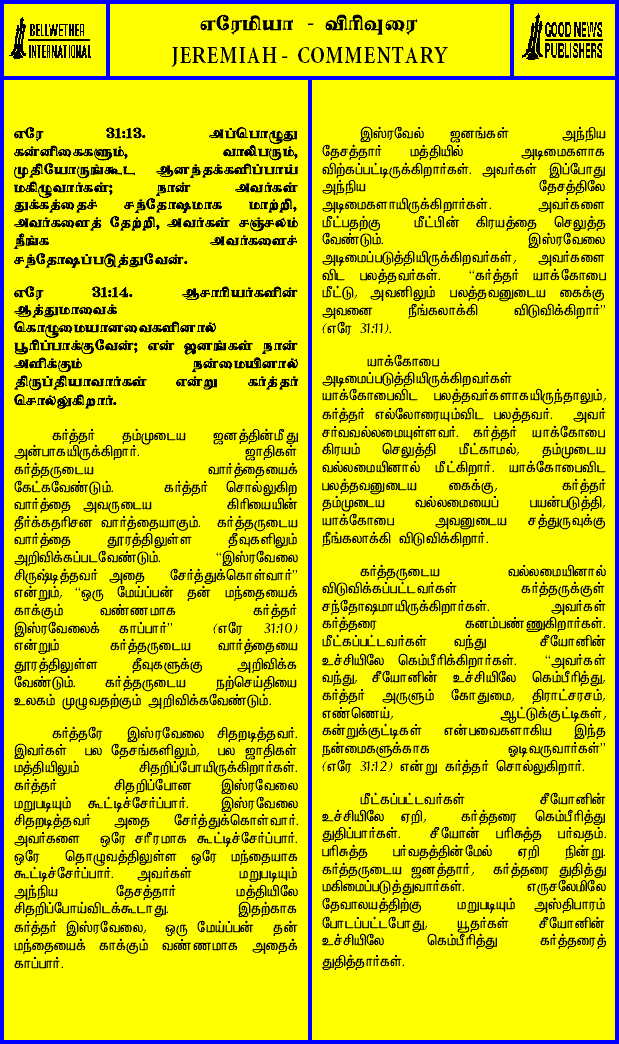 BELLWETHER
INTERNATIONAL
எரேமியா - விரிவுரை
JEREMIAH - COMMENTARY
GOOD NEWS
PUBLISHERS
எரே 31:13. அப்பொழுது
கன்னிகைகளும், வாலிபரும்,
முதியோருங்கூட ஆனந்தக்களிப்பாய்
மகிழுவார்கள்; நான் அவர்கள்
துக்கத்தைச் சந்தோஷமாக மாற்றி,
அவர்களைத் தேற்றி, அவர்கள் சஞ்சலம்
நீங்க அவர்களைச்
சந்தோஷப்படுத்துவேன்.
எரே 31:14. ஆசாரியர்களின்
ஆத்துமாவைக்
கொழுமையானவைகளினால்
பூரிப்பாக்குவேன்; என் ஜனங்கள் நான்
அளிக்கும் நன்மையினால்
திருப்தியாவார்கள் என்று கர்த்தர்
சொல்லுகிறார்.
கர்த்தர் தம்முடைய ஜனத்தின்மீது
அன்பாகயிருக்கிறார். ஜாதிகள்
கர்த்தருடைய வார்த்தையைக்
கேட்கவேண்டும். கர்த்தர் சொல்லுகிற
வார்த்தை அவருடைய கிரியையின்
தீர்க்கதரிசன வார்த்தையாகும். கர்த்தருடைய
வார்த்தை தூரத்திலுள்ள தீவுகளிலும்
அறிவிக்கப்படவேண்டும். “இஸ்ரவேலை
சிருஷ்டித்தவர் அதை சேர்த்துக்கொள்வார்”
என்றும், “ஒரு மேய்ப்பன் தன் மந்தையைக்
காக்கும் வண்ணமாக கர்த்தர்
இஸ்ரவேலைக் காப்பார்” (எரே 31:10)
என்றும் கர்த்தருடைய வார்த்தையை
தூரத்திலுள்ள தீவுகளுக்கு அறிவிக்க
வேண்டும். கர்த்தருடைய நற்செய்தியை
உலகம் முழுவதற்கும் அறிவிக்கவேண்டும்.
கர்த்தரே இஸ்ரவேலை சிதறடித்தவர்.
இவர்கள் பல தேசங்களிலும், பல ஜாதிகள்
மத்தியிலும் சிதறிப்போயிருக்கிறார்கள்.
கர்த்தர் சிதறிப்போன இஸ்ரவேலை
மறுபடியும் கூட்டிச்சேர்ப்பார். இஸ்ரவேலை
சிதறடித்தவர் அதை சேர்த்துக்கொள்வார்.
அவர்களை ஒரே சரீரமாக கூட்டிச்சேர்ப்பார்.
ஒரே தொழுவத்திலுள்ள ஒரே மந்தையாக
கூட்டிச்சேர்ப்பார். அவர்கள் மறுபடியும்
அந்நிய தேசத்தார் மத்தியிலே
சிதறிப்போய்விடக்கூடாது. இதற்காக
கர்த்தர் இஸ்ரவேலை, ஒரு மேய்ப்பன் தன்
மந்தையைக் காக்கும் வண்ணமாக அதைக்
காப்பார்.
இஸ்ரவேல் ஜனங்கள் அந்நிய
தேசத்தார் மத்தியில் அடிமைகளாக
விற்கப்பட்டிருக்கிறார்கள். அவர்கள் இப்போது
அந்நிய தேசத்திலே
அடிமைகளாயிருக்கிறார்கள். அவர்களை
மீட்பதற்கு மீட்பின் கிரயத்தை செலுத்த
வேண்டும். இஸ்ரவேலை
அடிமைப்படுத்தியிருக்கிறவர்கள், அவர்களை
விட பலத்தவர்கள். “கர்த்தர் யாக்கோபை
மீட்டு, அவனிலும் பலத்தவனுடைய கைக்கு
அவனை நீங்கலாக்கி விடுவிக்கிறார்”
(எரே 31:11).
யாக்கோபை
அடிமைப்படுத்தியிருக்கிறவர்கள்
யாக்கோபைவிட பலத்தவர்களாகயிருந்தாலும்,
கர்த்தர் எல்லோரையும்விட பலத்தவர். அவர்
சர்வவல்லமையுள்ளவர். கர்த்தர் யாக்கோபை
கிரயம் செலுத்தி மீட்காமல், தம்முடைய
வல்லமையினால் மீட்கிறார். யாக்கோபைவிட
பலத்தவனுடைய கைக்கு, கர்த்தர்
தம்முடைய வல்லமையைப் பயன்படுத்தி,
யாக்கோபை அவனுடைய சத்துருவுக்கு
நீங்கலாக்கி விடுவிக்கிறார்.
கர்த்தருடைய வல்லமையினால்
விடுவிக்கப்பட்டவர்கள் கர்த்தருக்குள்
சந்தோஷமாயிருக்கிறார்கள். அவர்கள்
கர்த்தரை கனம்பண்ணுகிறார்கள்.
மீட்கப்பட்டவர்கள் வந்து சீயோனின்
உச்சியிலே கெம்பீரிக்கிறார்கள். “அவர்கள்
வந்து, சீயோனின் உச்சியிலே கெம்பீரித்து,
கர்த்தர் அருளும் கோதுமை, திராட்சரசம்,
எண்ணெய், ஆட்டுக்குட்டிகள்,
கன்றுக்குட்டிகள் என்பவைகளாகிய இந்த
நன்மைகளுக்காக ஓடிவருவார்கள்”
(எரே 31:12) என்று கர்த்தர் சொல்லுகிறார்.
மீட்கப்பட்டவர்கள் சீயோனின்
உச்சியிலே ஏறி, கர்த்தரை கெம்பீரித்து
துதிப்பார்கள். சீயோன் பரிசுத்த பர்வதம்.
பரிசுத்த பர்வதத்தின்மேல் ஏறி நின்று.
கர்த்தருடைய ஜனத்தார், கர்த்தரை துதித்து
மகிமைப்படுத்துவார்கள். எருசலேமிலே
தேவாலயத்திற்கு மறுபடியும் அஸ்திபாரம்
போடப்பட்டபோது, யூதர்கள் சீயோனின்
உச்சியிலே கெம்பீரித்து கர்த்தரைத்
துதித்தார்கள்.